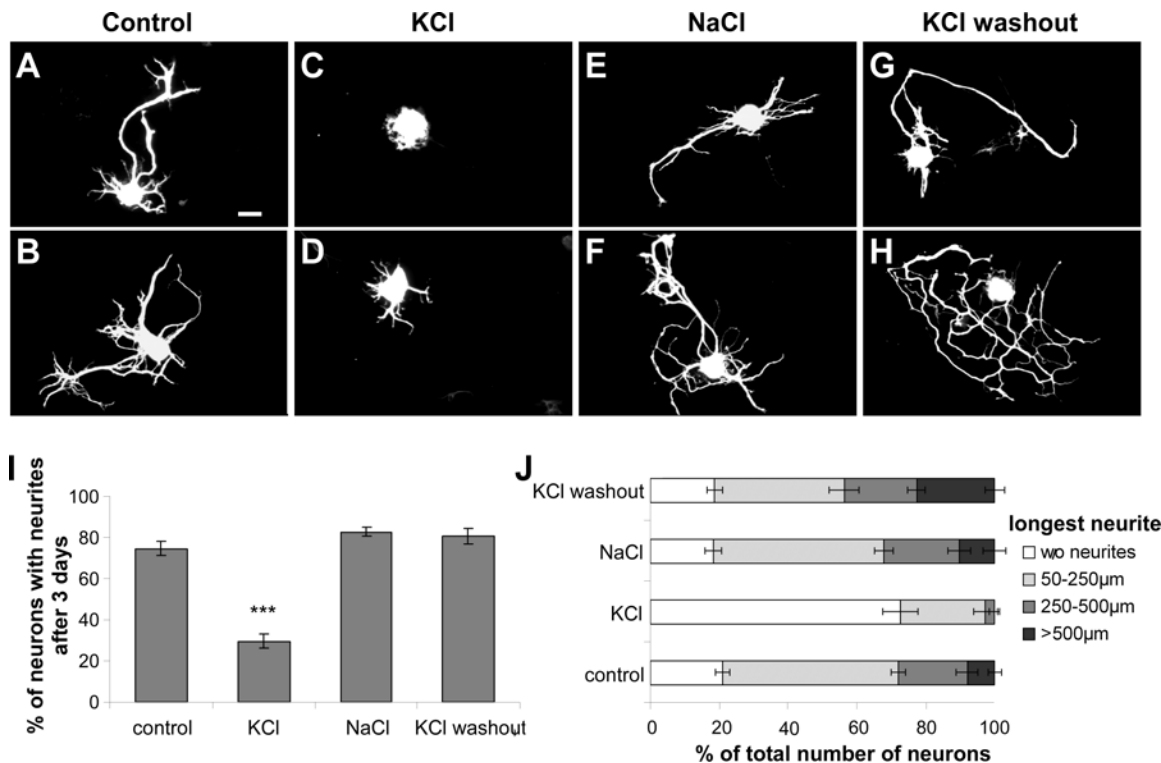 Control KCl NaCl KCl washout
A C E G
B D F H
I
% of neurons with neurites
after 3 days
100
80
60
40
20
0
***
control KCl NaCl KCl washout
J
KCl washout
NaCl
KCl
control
0 20 40 60 80 100
% of total number of neurons
longest neurite
w/o neurites
50-250µm
250-500µm
>500µm